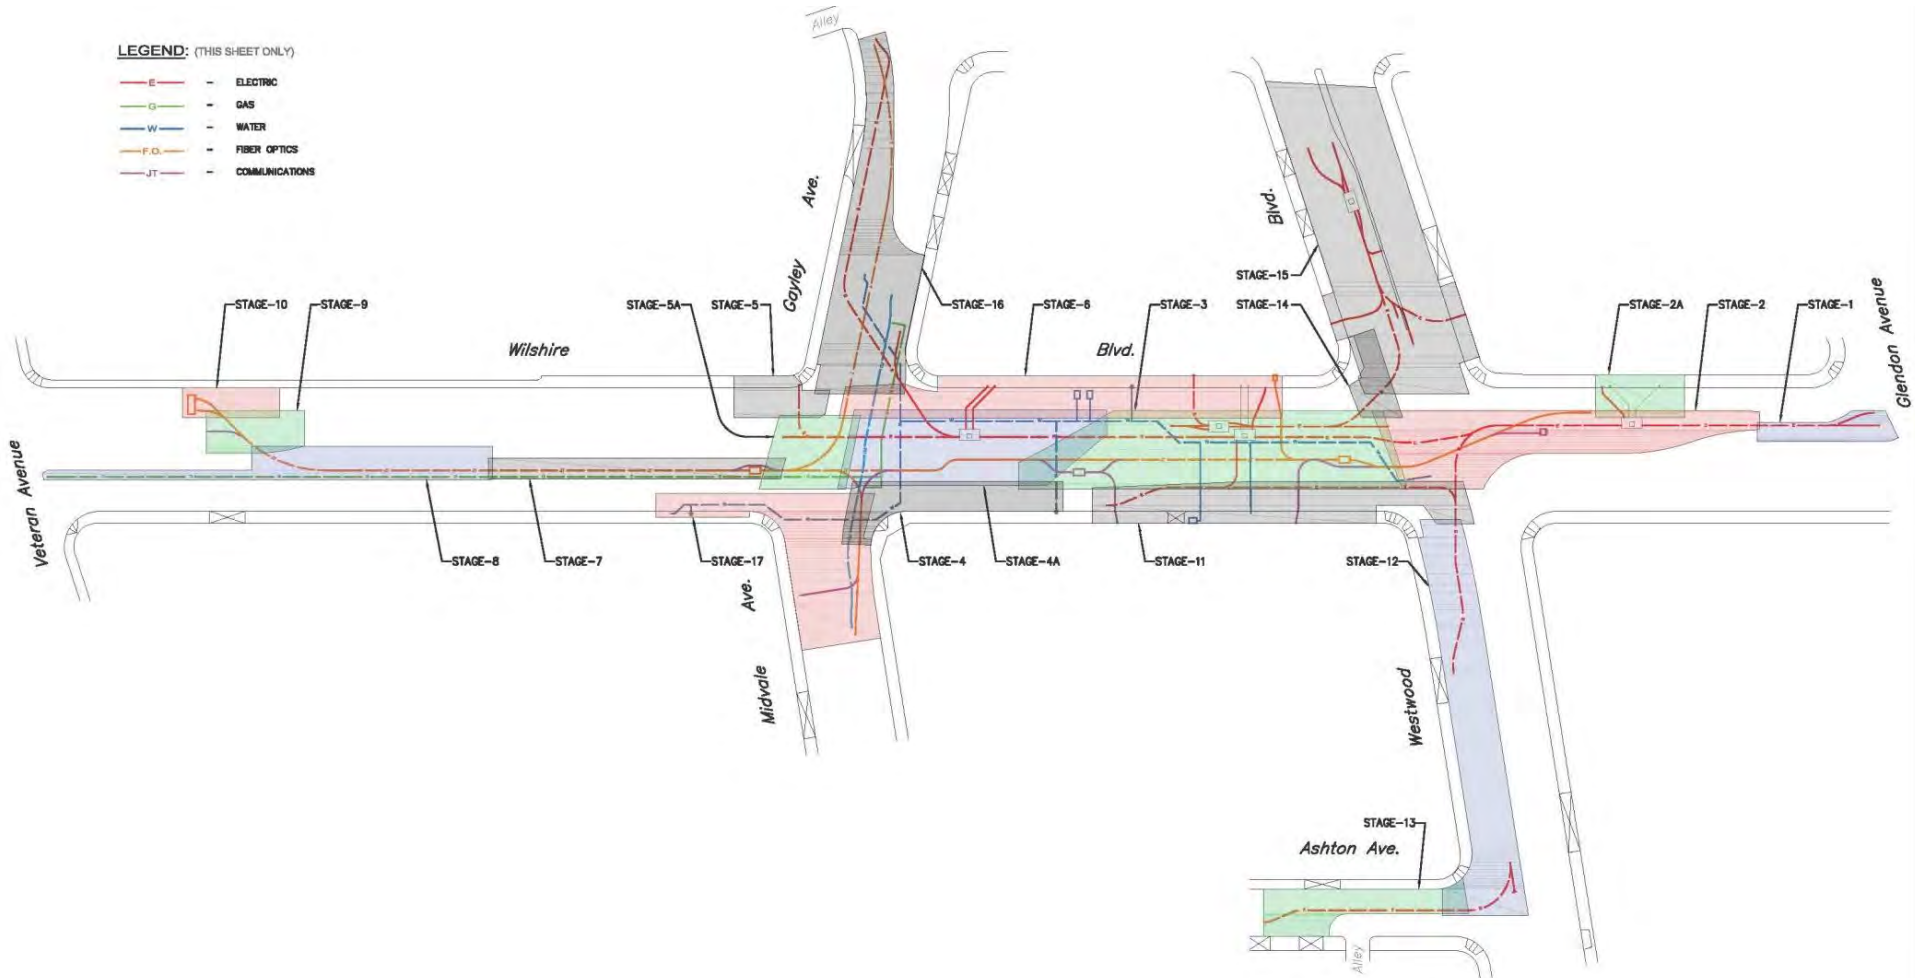 Alley
LEGEND: (THIS SHEET ONLY)
E - ELECTRIC
G - GAS
W - WATER
F.O. - FIBER OPTICS
JT - COMMUNICATIONS
Gayley Ave.
Blvd.
STAGE-15
STAGE-10
STAGE-9
STAGE-5A
STAGE-5
STAGE-16
STAGE-6
STAGE-3
STAGE-14
STAGE-2A
STAGE-2
STAGE-1
Glendon Avenue
Wilshire
Blvd.
Veteran Avenue
STAGE-8
STAGE-7
STAGE-17
STAGE-4
STAGE-4A
STAGE-11
STAGE-12
Midvale Ave.
Westwood
STAGE-13
Ashton Ave.
Alley